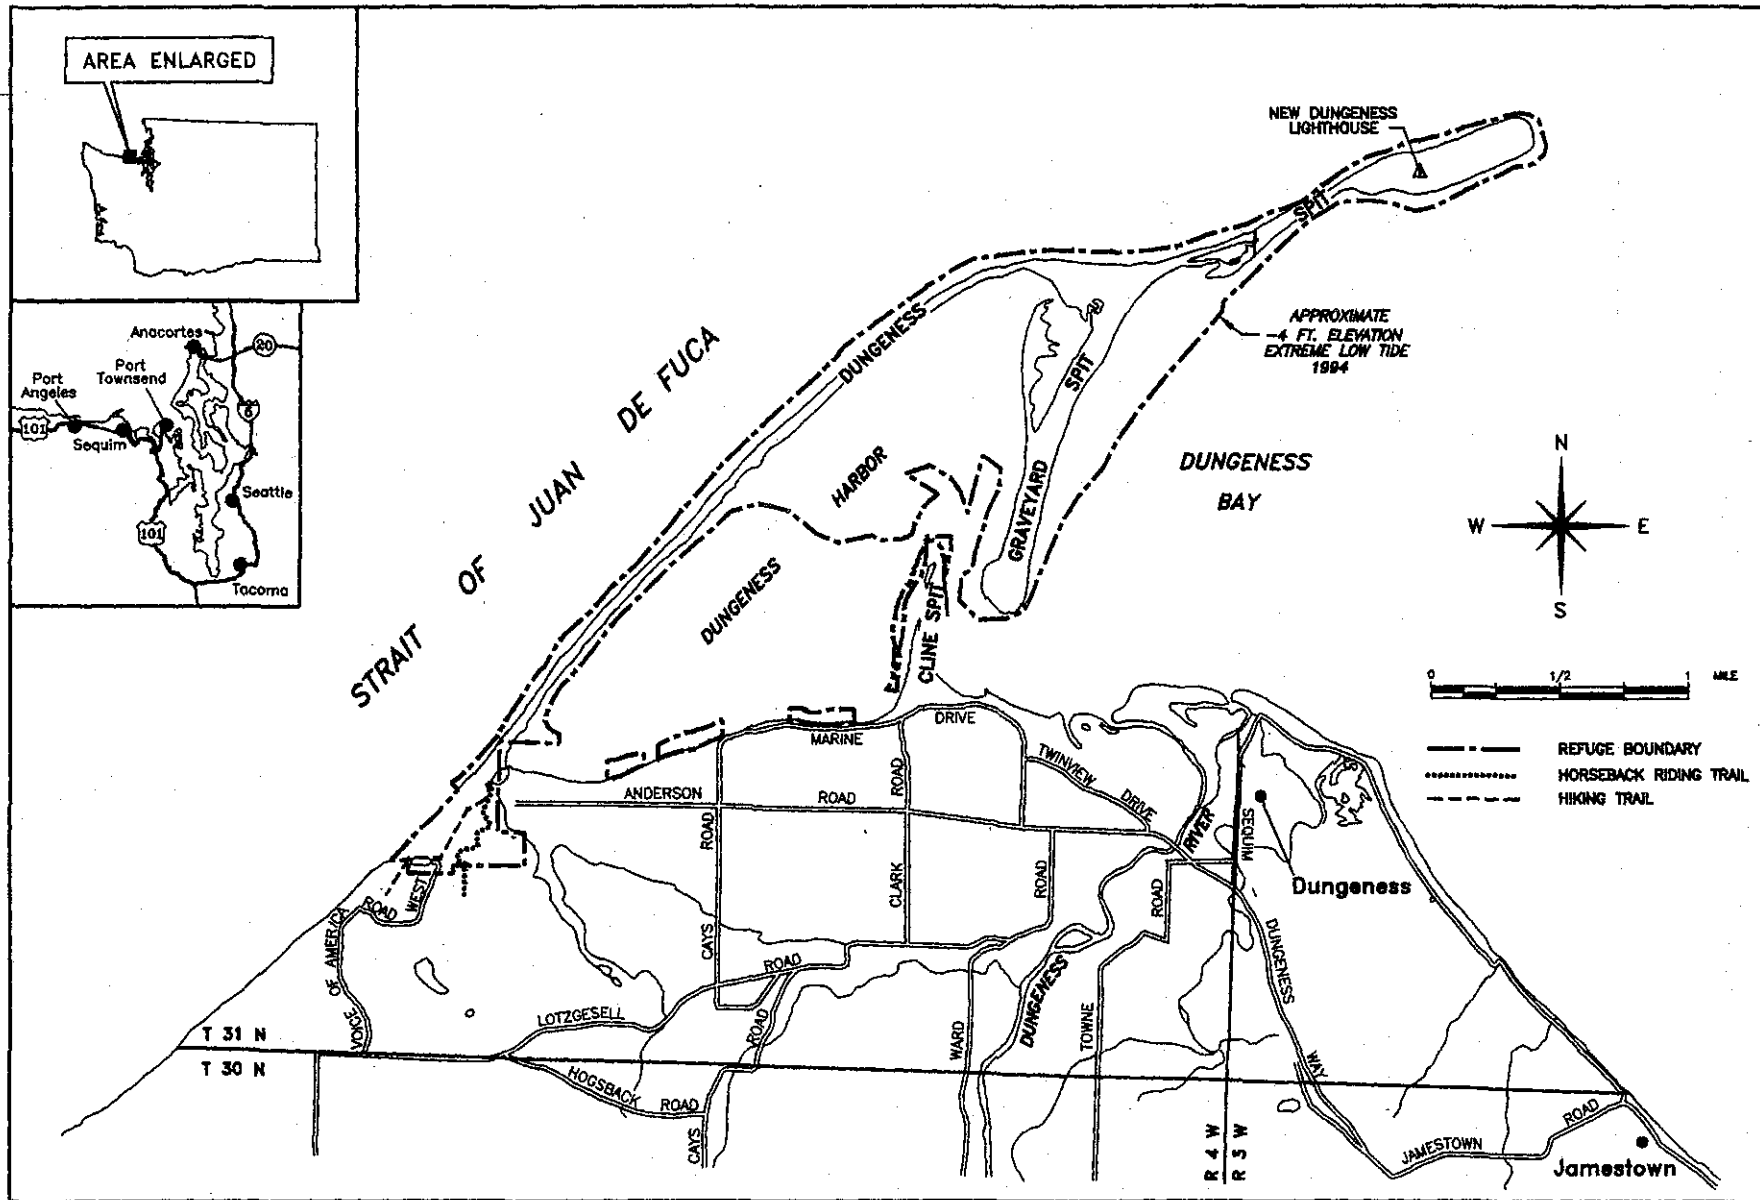 AREA ENLARGED
Anacortes
20
Port
Townsend
Port
Angeles
101
Sequim
Seattle
101
Tacoma
NEW DUNGENESS
LIGHTHOUSE
SPIT
DUNGENESS
APPROXIMATE
-4 FT. ELEVATION
EXTREME LOW TIDE
1994
SPIT
GRAVEYARD
STRAIT OF JUAN DE FUCA
DUNGENESS HARBOR
DUNGENESS
BAY
CLINE SPIT
N
W E
S
0 1/2 1 MILE
REFUGE BOUNDARY
HORSEBACK RIDING TRAIL
HIKING TRAIL
MARINE DRIVE
TWINVIEW DRIVE
ANDERSON ROAD
CAYS ROAD
CLARK ROAD
ROAD
RIVER
SEQUIM
Dungeness
VOICE OF AMERICA ROAD WEST
ROAD
DUNGENESS
DUNGENESS WAY
LOTZGESELL ROAD
ROAD
WARD
TOWNE
T 31 N
T 30 N
HOGSBACK ROAD
CAYS
R 4 W
R 3 W
JAMESTOWN ROAD
Jamestown